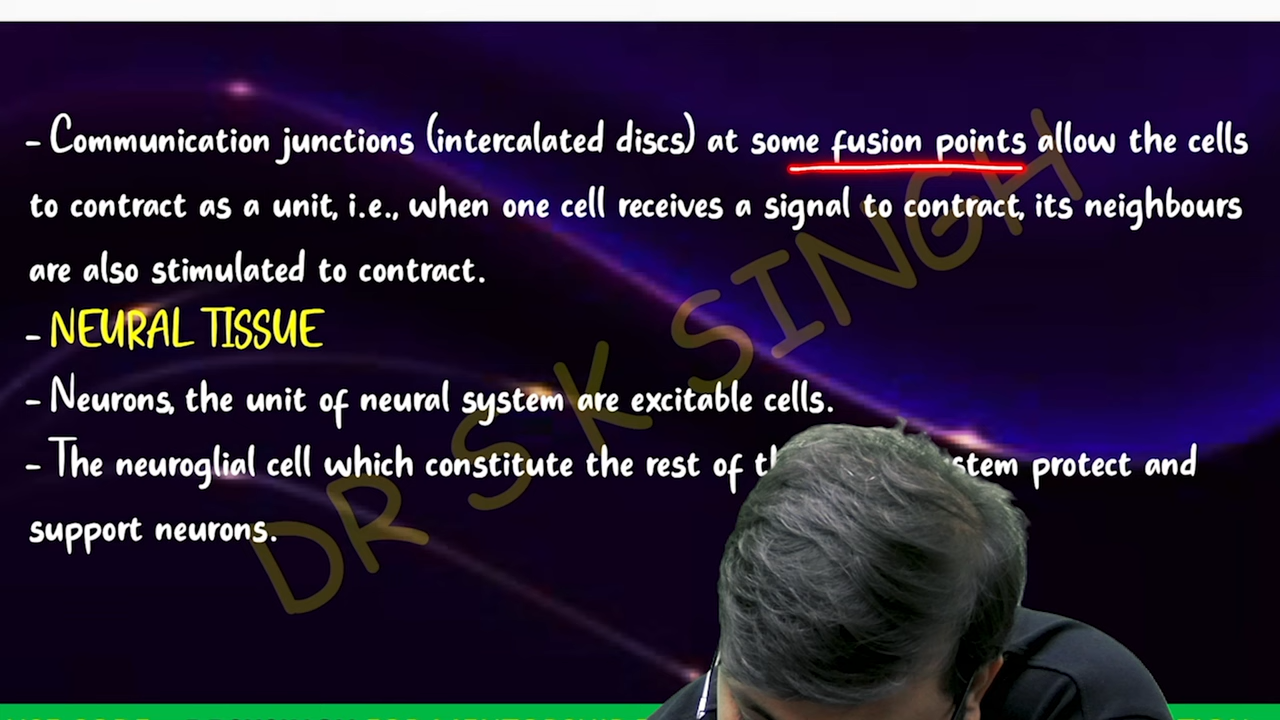 - Communication junctions (intercalated discs) at some fusion points allow the cells
to contract as a unit, i.e., when one cell receives a signal to contract, its neighbours
are also stimulated to contract.
- NEURAL TISSUE
- Neurons, the unit of neural system are excitable cells.
- The neuroglial cell which constitute the rest of protect and
support neurons.
DR S K SINGH